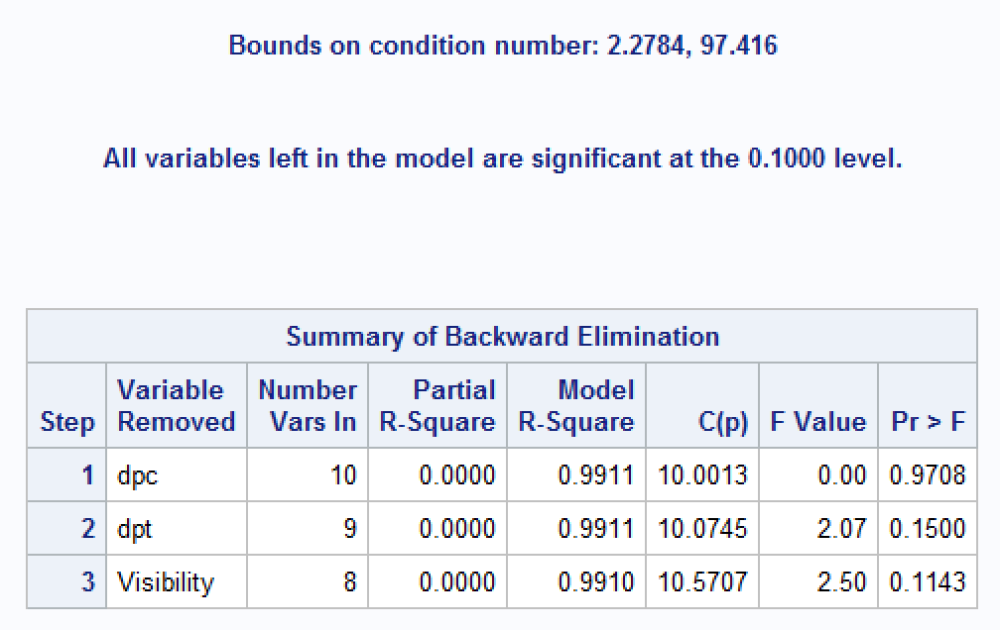 Bounds on condition number: 2.2784, 97.416
All variables left in the model are significant at the 0.1000 level.
Summary of Backward Elimination
Step Variable Removed Number Vars In Partial R-Square Model R-Square C(p) F Value Pr > F
1 dpc 10 0.0000 0.9911 10.0013 0.00 0.9708
2 dpt 9 0.0000 0.9911 10.0745 2.07 0.1500
3 Visibility 8 0.0000 0.9910 10.5707 2.50 0.1143